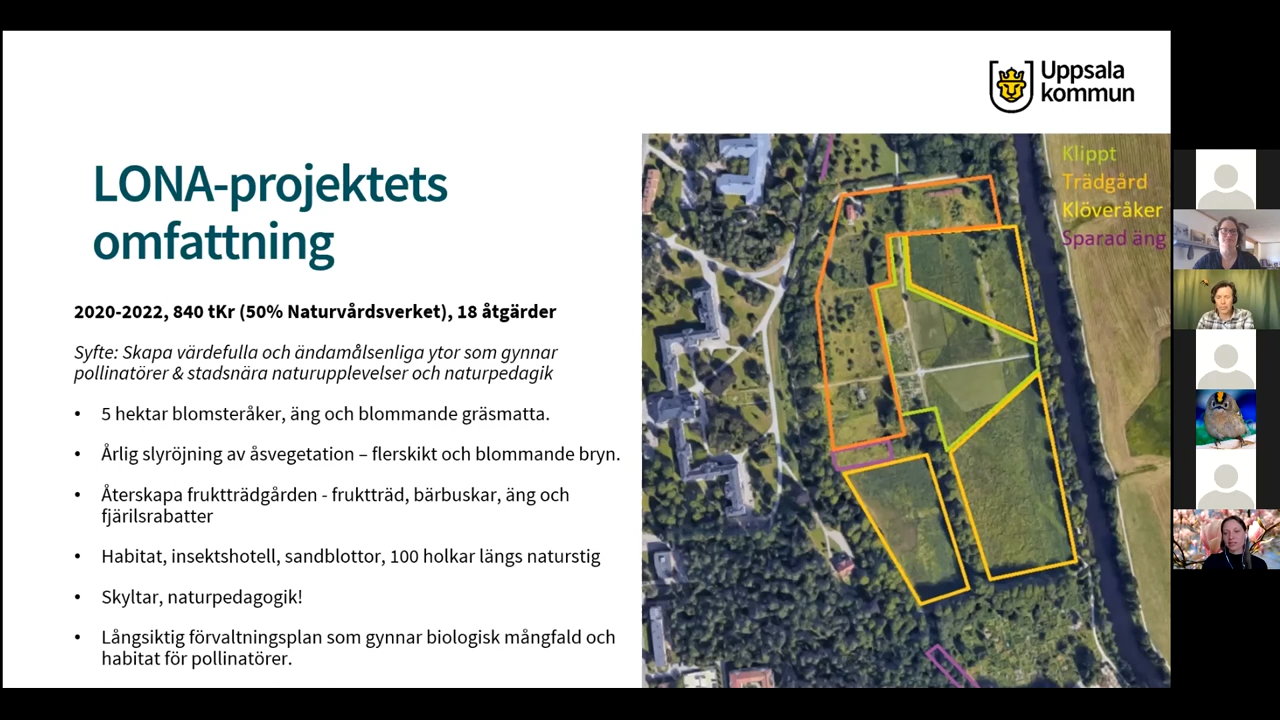 Uppsala
kommun
LONA-projektets
omfattning
2020-2022, 840 tKr (50% Naturvårdsverket), 18 åtgärder
Syfte: Skapa värdefulla och ändamålsenliga ytor som gynnar
pollinatörer & stadsnära naturupplevelser och naturpedagik
• 5 hektar blomsteråker, äng och blommande gräsmatta.
• Årlig slyröjning av åsvegetation – flerskikt och blommande bryn.
• Återskapa fruktträdgården - fruktträd, bärbuskar, äng och
fjärilsrabatter
• Habitat, insektshotell, sandblottor, 100 holkar längs naturstig
• Skyltar, naturpedagogik!
• Långsiktig förvaltningsplan som gynnar biologisk mångfald och
habitat för pollinatörer.
Klippt
Trädgård
Klöveråker
Sparad äng